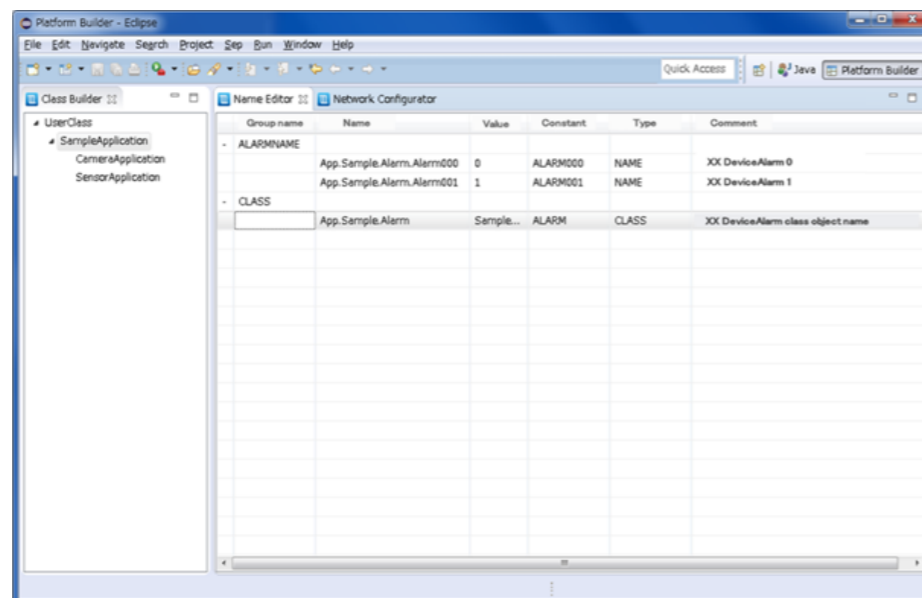 Platform Builder - Eclipse
File Edit Navigate Search Project Sep Run Window Help
Quick Access Java Platform Builder
Class Builder Name Editor Network Configurator
UserClass
SampleApplication
CameraApplication
SensorApplication
Group name Name Value Constant Type Comment
- ALARMNAME
App.Sample.Alarm.Alarm000 0 ALARM000 NAME XX DeviceAlarm 0
App.Sample.Alarm.Alarm001 1 ALARM001 NAME XX DeviceAlarm 1
- CLASS
App.Sample.Alarm Sample... ALARM CLASS XX DeviceAlarm class object name